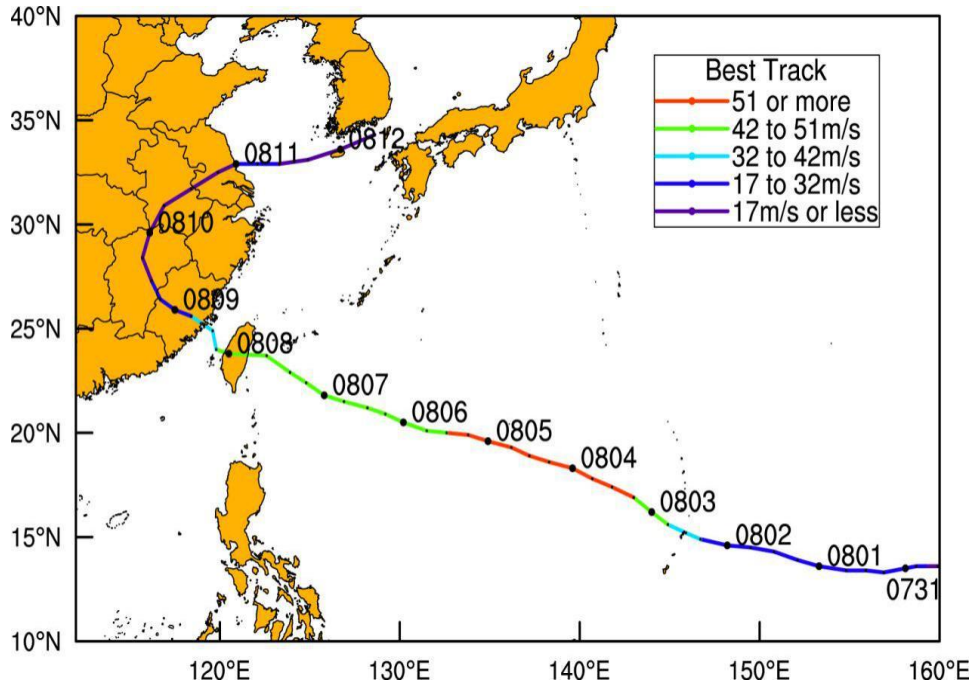 40°N
35°N
30°N
25°N
20°N
15°N
10°N
120°E
130°E
140°E
150°E
160°E
Best Track
51 or more
42 to 51m/s
32 to 42m/s
17 to 32m/s
17m/s or less
0812
0811
0810
0809
0808
0807
0806
0805
0804
0803
0802
0801
0731